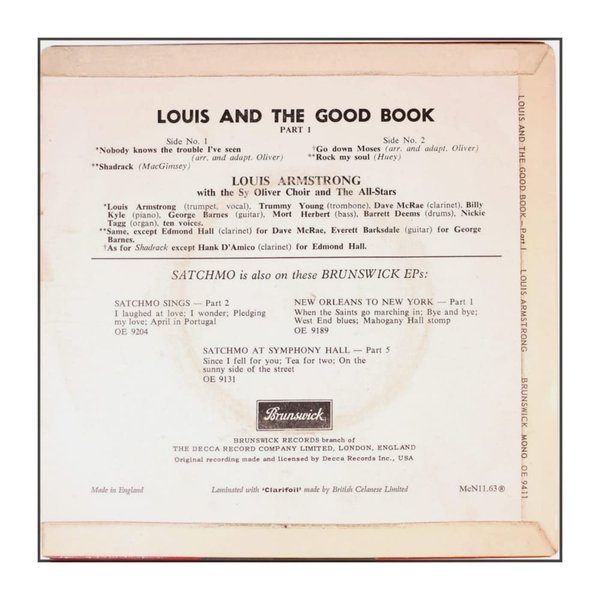 LOUIS AND THE GOOD BOOK
PART 1
Side No. 1
*Nobody knows the trouble I've seen
(arr. and adapt. Oliver)
**Shadrack (MacGimsey)
Side No. 2
†Go down Moses (arr. and adapt. Oliver)
**Rock my soul (Huey)
LOUIS ARMSTRONG
with the Sy Oliver Choir and The All-Stars
*Louis Armstrong (trumpet, vocal), Trummy Young (trombone), Dave McRae (clarinet), Billy
Kyle (piano), George Barnes (guitar), Mort Herbert (bass), Barrett Deems (drums), Nickie
Tagg (organ), ten voices.
**Same, except Edmond Hall (clarinet) for Dave McRae, Everett Barksdale (guitar) for George
Barnes.
†As for Shadrack except Hank D'Amico (clarinet) for Edmond Hall.
SATCHMO is also on these BRUNSWICK EPs:
SATCHMO SINGS — Part 2
I laughed at love; I wonder; Pledging
my love; April in Portugal
OE 9204
NEW ORLEANS TO NEW YORK — Part 1
When the Saints go marching in; Bye and bye;
West End blues; Mahogany Hall stomp
OE 9189
SATCHMO AT SYMPHONY HALL — Part 5
Since I fell for you; Tea for two; On the
sunny side of the street
OE 9131
Brunswick
BRUNSWICK RECORDS branch of
THE DECCA RECORD COMPANY LIMITED, LONDON, ENGLAND
Original recording made and licensed by Decca Records Inc., USA
Made in England
Laminated with 'Clarifoil' made by British Celanese Limited
McN11.63®
LOUIS AND THE GOOD BOOK—Part 1 LOUIS ARMSTRONG BRUNSWICK MONO OE 9411